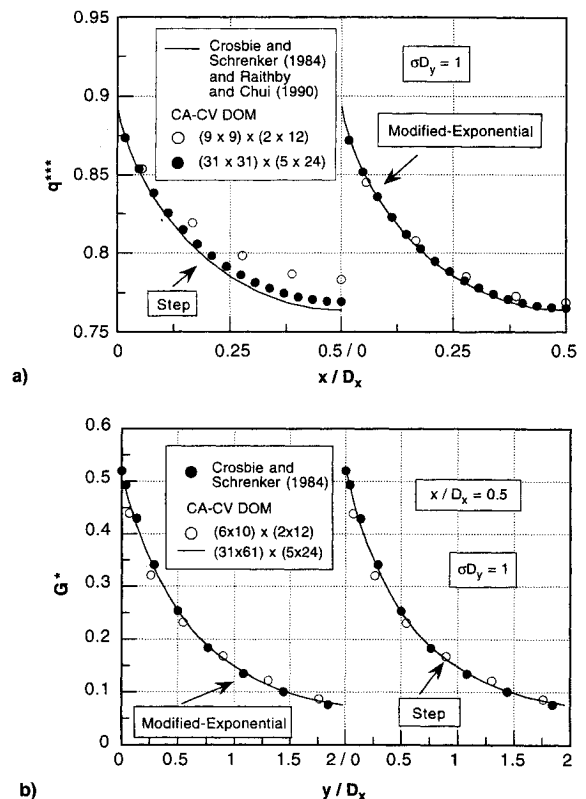 0.95
0.9
0.85
0.8
0.75
q***
Crosbie and
Schrenker (1984)
and Raithby
and Chui (1990)
CA-CV DOM
(9 x 9) x (2 x 12)
(31 x 31) x (5 x 24)
σD_y = 1
Modified-Exponential
Step
0 0.25 0.5 / 0 0.25 0.5
a) x / D_x
0.6
0.5
0.4
0.3
0.2
0.1
0
G*
Crosbie and
Schrenker (1984)
CA-CV DOM
(6x10) x (2x12)
(31x61) x (5x24)
x / D_x = 0.5
σD_y = 1
Modified-Exponential
Step
0 0.5 1 1.5 2 / 0 0.5 1 1.5 2
b) y / D_x